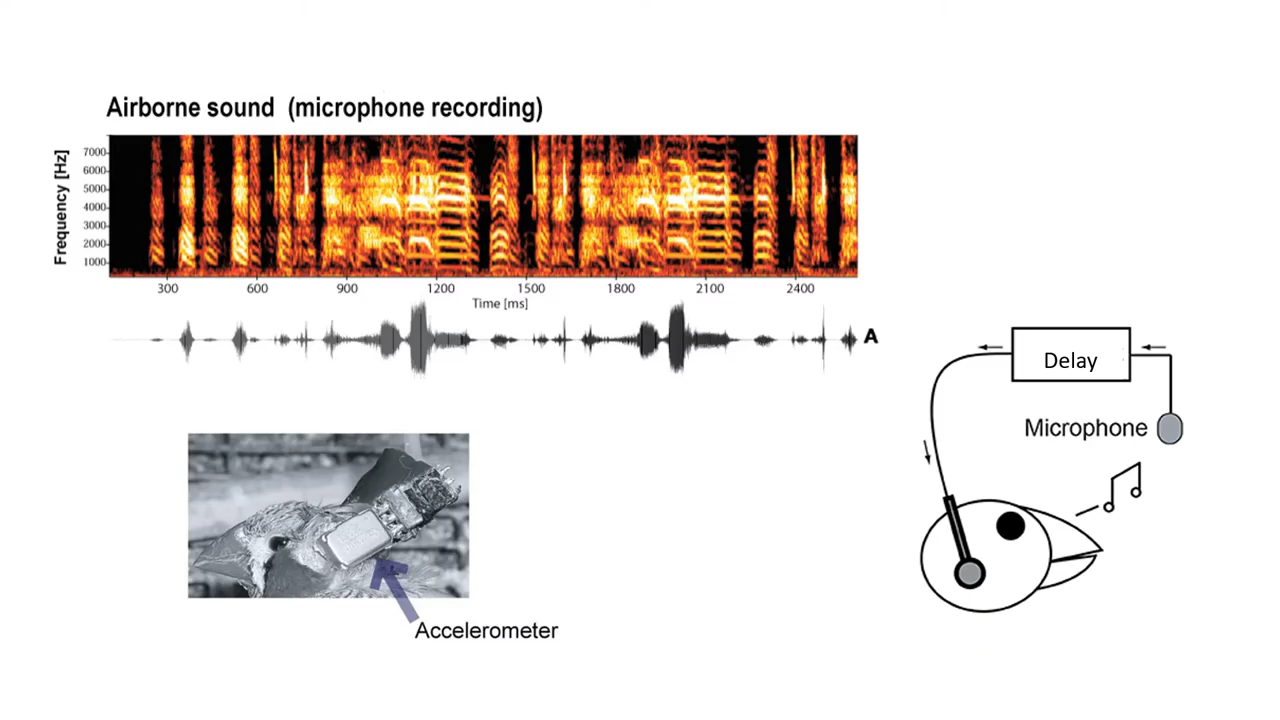 Airborne sound (microphone recording)
Frequency [Hz]
7000
6000
5000
4000
3000
2000
1000
300 600 900 1200 1500 1800 2100 2400
Time [ms]
A
Delay
Microphone
Accelerometer